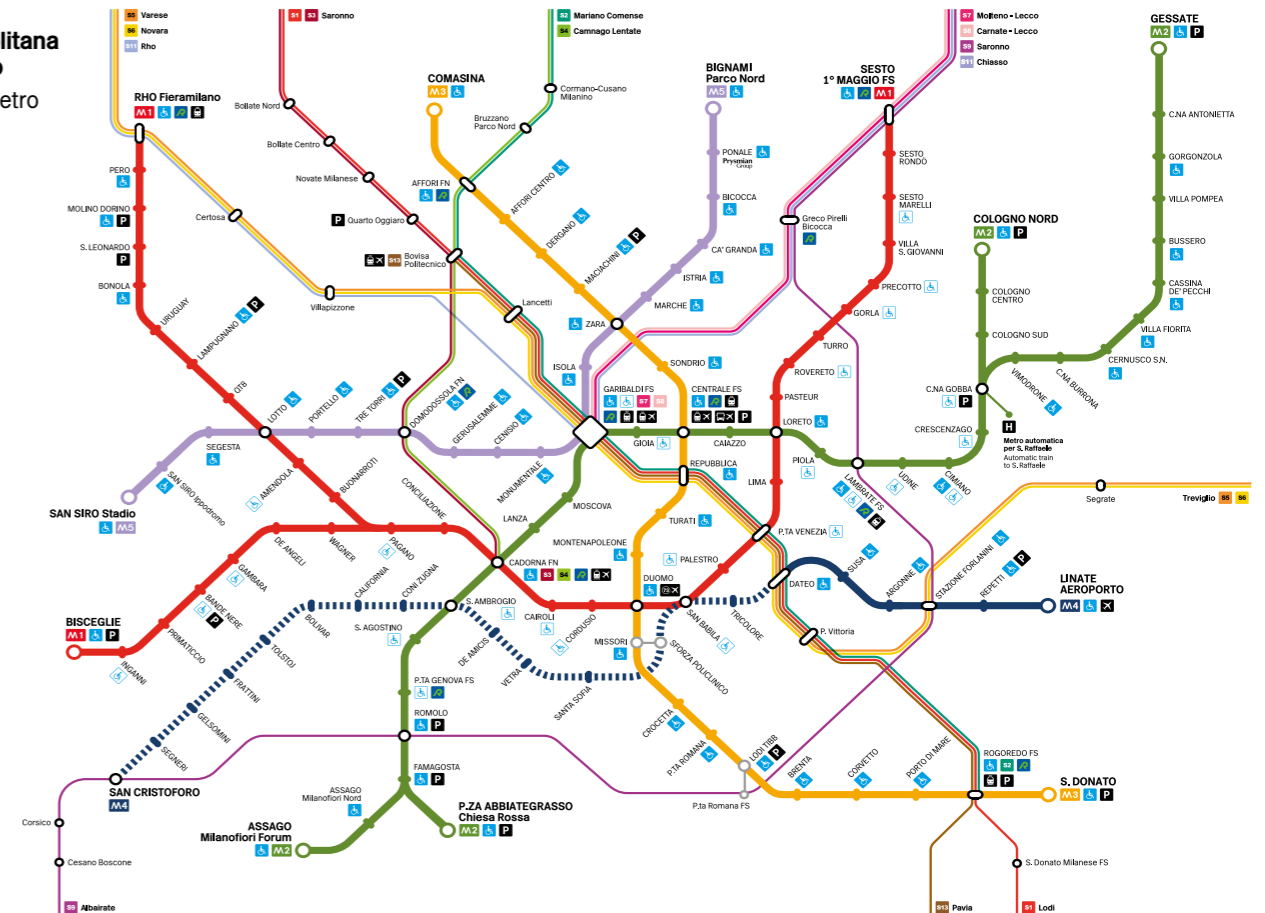 litana
o
etro
S5 Varese
S6 Novara
S11 Rho
S1 S3 Saronno
S2 Mariano Comense
S4 Camnago Lentate
S7 Molteno - Lecco
S8 Carnate - Lecco
S9 Saronno
S11 Chiasso
GESSATE
M2 P
RHO Fieramilano
M1
COMASINA
M3
BIGNAMI
Parco Nord
M5
SESTO
1° MAGGIO FS
M1
Cormano-Cusano
Milanino
Bruzzano
Parco Nord
Bollate Nord
Bollate Centro
Novate Milanese
P Quarto Oggiaro
S13 Bovisa
Politecnico
Certosa
Villapizzone
Lancetti
PERO
MOLINO DORINO
P
S. LEONARDO
P
BONOLA
URUGUAY
LAMPUGNANO P
QT8
LOTTO
PORTELLO
TRE TORRI P
DOMODOSSOLA FN
GERUSALEMME
CENISIO
MONUMENTALE
AFFORI FN
AFFORI CENTRO
DERGANO
MACIACHINI P
ZARA
SONDRIO
PONALE
Prysmian
Group
BICOCCA
CA' GRANDA
ISTRIA
MARCHE
ISOLA
GARIBALDI FS
S7 S8
CENTRALE FS
P
Greco Pirelli
Bicocca
SESTO
RONDÒ
SESTO
MARELLI
VILLA
S. GIOVANNI
PRECOTTO
GORLA
TURRO
ROVERETO
PASTEUR
LORETO
LIMA
COLOGNO NORD
M2 P
COLOGNO
CENTRO
COLOGNO SUD
C.NA GOBBA
P
CRESCENZAGO
H
Metro automatica
per S. Raffaele
Automatic train
to S. Raffaele
C.NA ANTONIETTA
GORGONZOLA
VILLA POMPEA
BUSSERO
CASSINA
DE' PECCHI
VILLA FIORITA
CERNUSCO S.N.
C.NA BURRONA
VIMODRONE
GIOIA
CAIAZZO
PIOLA
LAMBRATE FS
UDINE
CIMIANO
SEGESTA
SAN SIRO Ippodromo
SAN SIRO Stadio
M5
AMENDOLA
BUONARROTI
CONCILIAZIONE
PAGANO
WAGNER
DE ANGELI
GAMBARA
BANDE NERE
P
PRIMATICCIO
INGANNI
BISCEGLIE
M1 P
LANZA
MOSCOVA
CADORNA FN
S3 S4
REPUBBLICA
TURATI
MONTENAPOLEONE
DUOMO
73
PALESTRO
P.TA VENEZIA
DATEO
SUSA
ARGONNE
STAZIONE FORLANINI
REPETTI P
LINATE
AEROPORTO
M4
Segrate
Treviglio S5 S6
CALIFORNIA
CONI ZUGNA
BOLIVAR
TOLSTOJ
FRATTINI
GELSOMINI
SEGNERI
SAN CRISTOFORO
M4
S. AMBROGIO
S. AGOSTINO
CAIROLI
CORDUSIO
DE AMICIS
VETRA
SANTA SOFIA
MISSORI
SFORZA POLICLINICO
SAN BABILA
TRICOLORE
P. Vittoria
P.TA GENOVA FS
ROMOLO
P
FAMAGOSTA
P
ASSAGO
Milanofiori Nord
ASSAGO
Milanofiori Forum
M2
P.ZA ABBIATEGRASSO
Chiesa Rossa
M2 P
CROCETTA
P.TA ROMANA
LODI TIBB
P
P.ta Romana FS
BRENTA
CORVETTO
PORTO DI MARE
ROGOREDO FS
S2
P
S. DONATO
M3 P
S. Donato Milanese FS
Corsico
Cesano Boscone
S9 Albairate
S13 Pavia
S1 Lodi